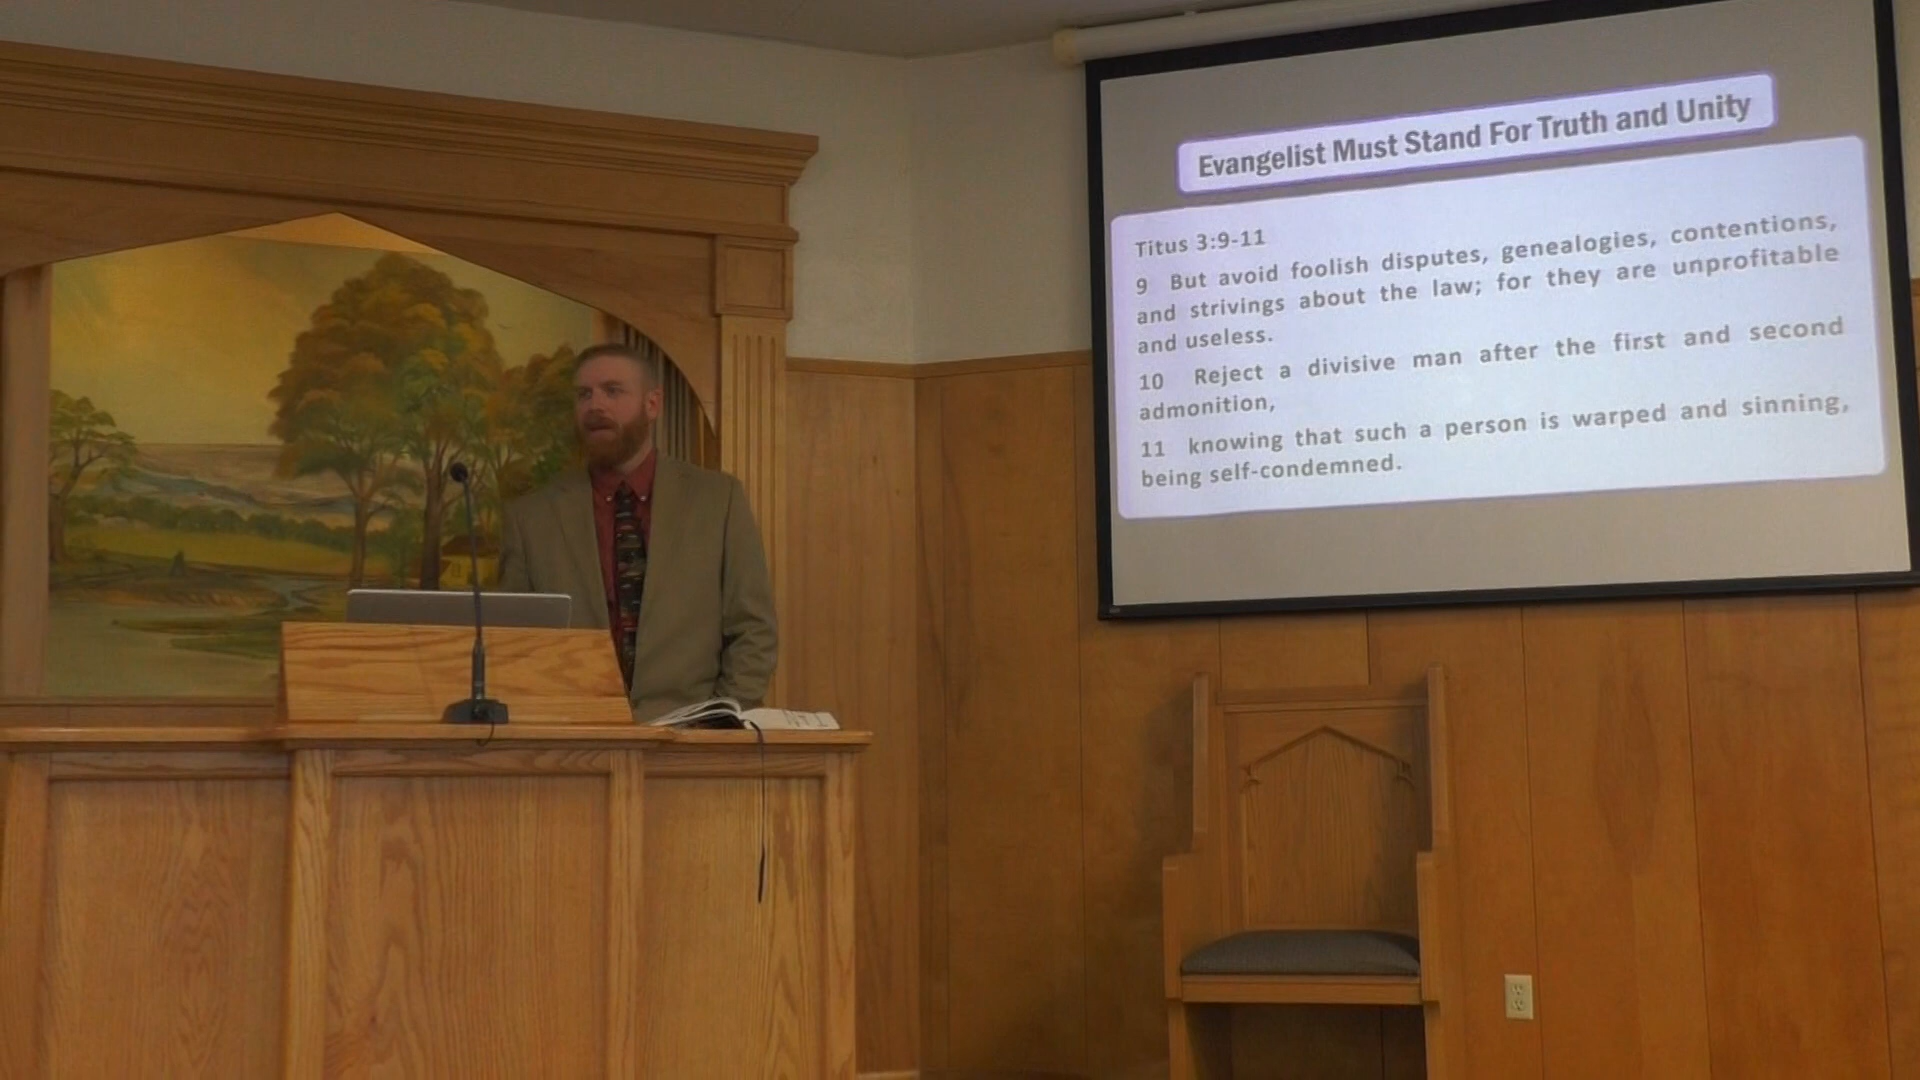 Evangelist Must Stand For Truth and Unity
Titus 3:9-11
9 But avoid foolish disputes, genealogies, contentions,
and strivings about the law; for they are unprofitable
and useless.
10 Reject a divisive man after the first and second
admonition,
11 knowing that such a person is warped and sinning,
being self-condemned.